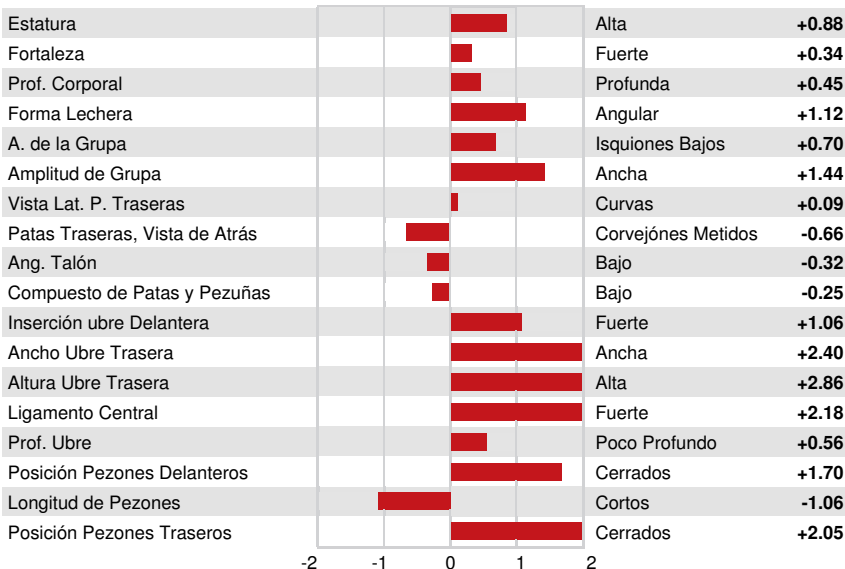 Estatura Alta +0.88
Fortaleza Fuerte +0.34
Prof. Corporal Profunda +0.45
Forma Lechera Angular +1.12
A. de la Grupa Isquiones Bajos +0.70
Amplitud de Grupa Ancha +1.44
Vista Lat. P. Traseras Curvas +0.09
Patas Traseras, Vista de Atrás Corvejónes Metidos -0.66
Ang. Talón Bajo -0.32
Compuesto de Patas y Pezuñas Bajo -0.25
Inserción ubre Delantera Fuerte +1.06
Ancho Ubre Trasera Ancha +2.40
Altura Ubre Trasera Alta +2.86
Ligamento Central Fuerte +2.18
Prof. Ubre Poco Profundo +0.56
Posición Pezones Delanteros Cerrados +1.70
Longitud de Pezones Cortos -1.06
Posición Pezones Traseros Cerrados +2.05
-2 -1 0 1 2